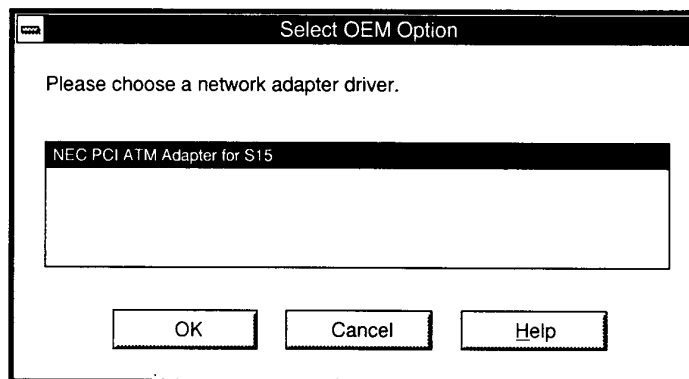 Select OEM Option
Please choose a network adapter driver.
NEC PCI ATM Adapter for S15
OK
Cancel
Help